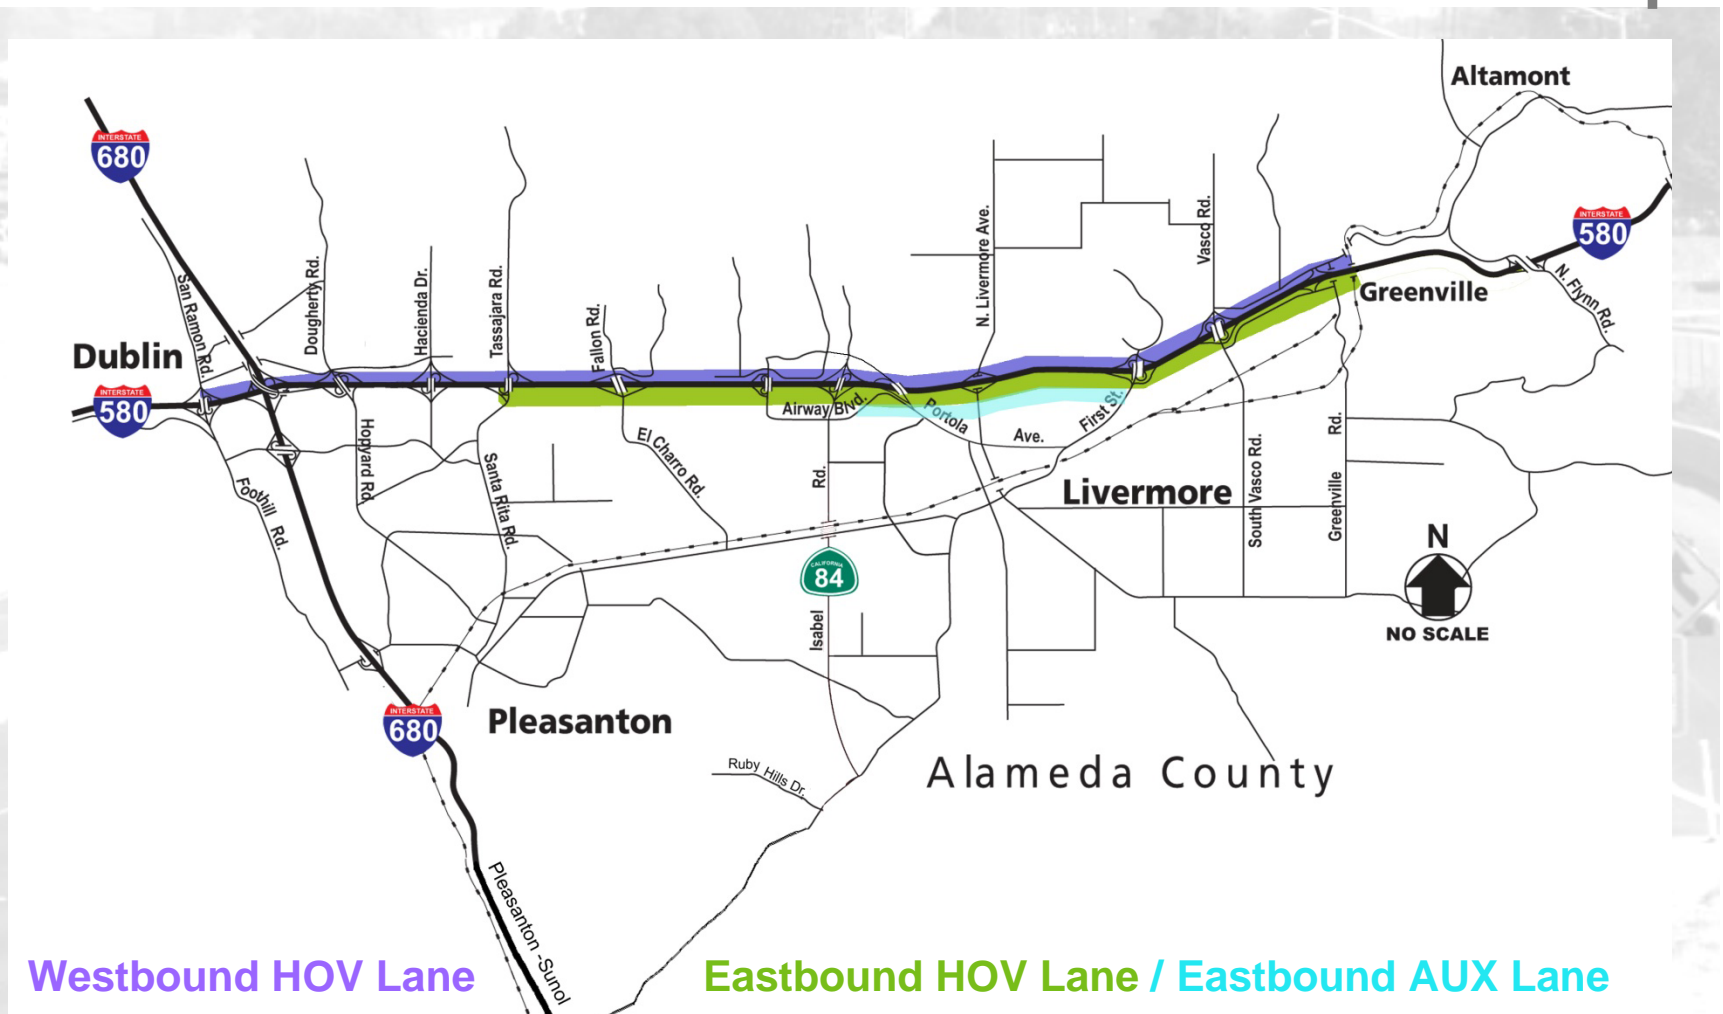 Altamont
INTERSTATE
680
INTERSTATE
580
San Ramon Rd.
Dougherty Rd.
Hacienda Dr.
Tassajara Rd.
Fallon Rd.
N. Livermore Ave.
Vasco Rd.
Greenville
N. Flynn Rd.
Dublin
INTERSTATE
580
Airway Blvd.
Portola
Ave.
First St.
Hopyard Rd.
Foothill Rd.
Santa Rita Rd.
El Charro Rd.
Rd.
Livermore
South Vasco Rd.
Greenville Rd.
N
NO SCALE
CALIFORNIA
84
Isabel
INTERSTATE
680
Pleasanton
Ruby Hills Dr.
Alameda County
Pleasanton -Sunol
Westbound HOV Lane
Eastbound HOV Lane / Eastbound AUX Lane